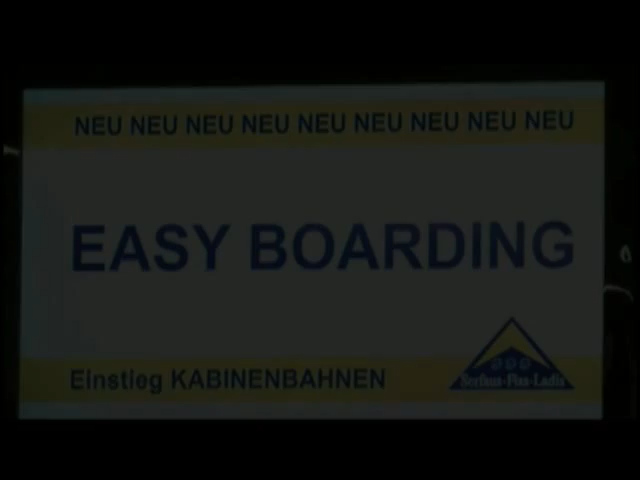 NEU NEU NEU NEU NEU NEU NEU NEU NEU
EASY BOARDING
Einstieg KABINENBAHNEN
Serfaus-Fiss-Ladis